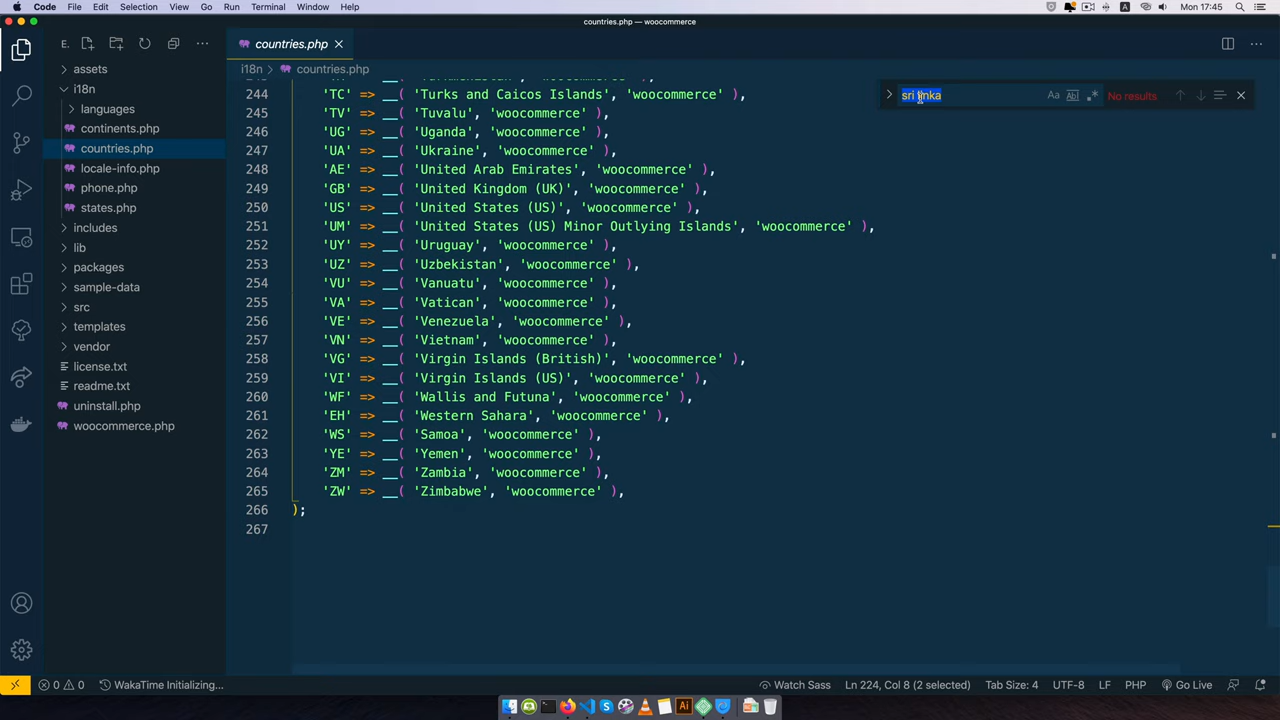 Code File Edit Selection View Go Run Terminal Window Help
Mon 17:45
countries.php — woocommerce
E.
countries.php
i18n > countries.php
assets
i18n
languages
continents.php
countries.php
locale-info.php
phone.php
states.php
includes
lib
packages
sample-data
src
templates
vendor
license.txt
readme.txt
uninstall.php
woocommerce.php
sri linka
Aa Abl .*
No results
244 'TC' => __( 'Turks and Caicos Islands', 'woocommerce' ),
245 'TV' => __( 'Tuvalu', 'woocommerce' ),
246 'UG' => __( 'Uganda', 'woocommerce' ),
247 'UA' => __( 'Ukraine', 'woocommerce' ),
248 'AE' => __( 'United Arab Emirates', 'woocommerce' ),
249 'GB' => __( 'United Kingdom (UK)', 'woocommerce' ),
250 'US' => __( 'United States (US)', 'woocommerce' ),
251 'UM' => __( 'United States (US) Minor Outlying Islands', 'woocommerce' ),
252 'UY' => __( 'Uruguay', 'woocommerce' ),
253 'UZ' => __( 'Uzbekistan', 'woocommerce' ),
254 'VU' => __( 'Vanuatu', 'woocommerce' ),
255 'VA' => __( 'Vatican', 'woocommerce' ),
256 'VE' => __( 'Venezuela', 'woocommerce' ),
257 'VN' => __( 'Vietnam', 'woocommerce' ),
258 'VG' => __( 'Virgin Islands (British)', 'woocommerce' ),
259 'VI' => __( 'Virgin Islands (US)', 'woocommerce' ),
260 'WF' => __( 'Wallis and Futuna', 'woocommerce' ),
261 'EH' => __( 'Western Sahara', 'woocommerce' ),
262 'WS' => __( 'Samoa', 'woocommerce' ),
263 'YE' => __( 'Yemen', 'woocommerce' ),
264 'ZM' => __( 'Zambia', 'woocommerce' ),
265 'ZW' => __( 'Zimbabwe', 'woocommerce' ),
266 );
267
0 0 WakaTime Initializing... Watch Sass Ln 224, Col 8 (2 selected) Tab Size: 4 UTF-8 LF PHP Go Live